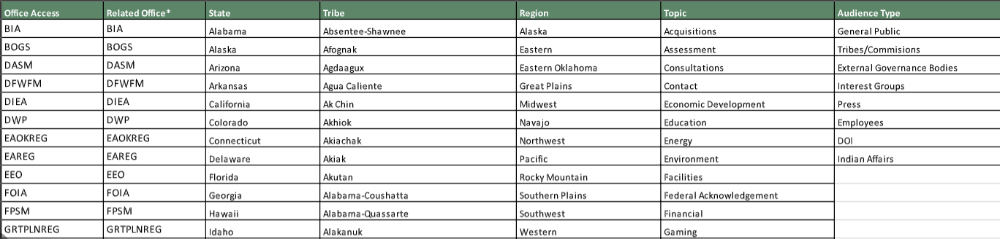 Office Access Related Office* State Tribe Region Topic Audience Type
BIA BIA Alabama Absentee-Shawnee Alaska Acquisitions General Public
BOGS BOGS Alaska Afognak Eastern Assessment Tribes/Commisions
DASM DASM Arizona Agdaagux Eastern Oklahoma Consultations External Governance Bodies
DFWFM DFWFM Arkansas Agua Caliente Great Plains Contact Interest Groups
DIEA DIEA California Ak Chin Midwest Economic Development Press
DWP DWP Colorado Akhiok Navajo Education Employees
EAOKREG EAOKREG Connecticut Akiachak Northwest Energy DOI
EAREG EAREG Delaware Akiak Pacific Environment Indian Affairs
EEO EEO Florida Akutan Rocky Mountain Facilities
FOIA FOIA Georgia Alabama-Coushatta Southern Plains Federal Acknowledgement
FPSM FPSM Hawaii Alabama-Quassarte Southwest Financial
GRTPLNREG GRTPLNREG Idaho Alakanuk Western Gaming